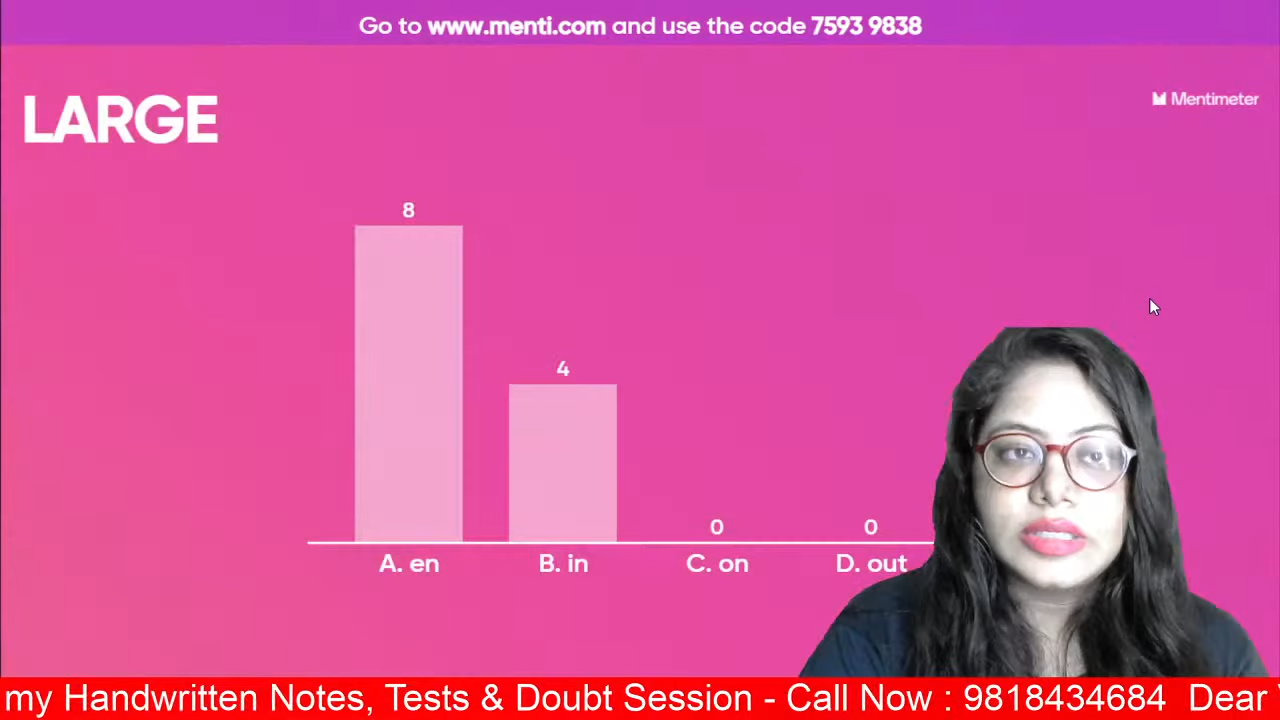 Go to www.menti.com and use the code 7593 9838
LARGE
Mentimeter
8
4
0
0
A. en
B. in
C. on
D. out
my Handwritten Notes, Tests & Doubt Session - Call Now : 9818434684 Dear